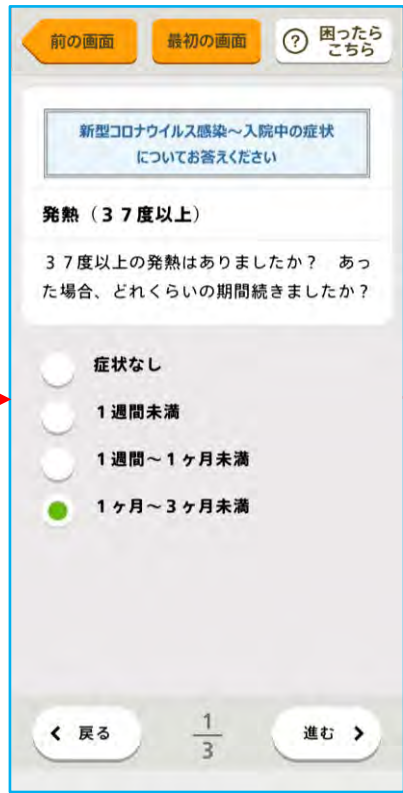 前の画面
最初の画面
? 困ったら
こちら
新型コロナウイルス感染～入院中の症状
についてお答えください
発熱（３７度以上）
３７度以上の発熱はありましたか？　あっ
た場合、どれくらいの期間続きましたか？
症状なし
１週間未満
１週間～１ヶ月未満
１ヶ月～３ヶ月未満
戻る
1
3
進む